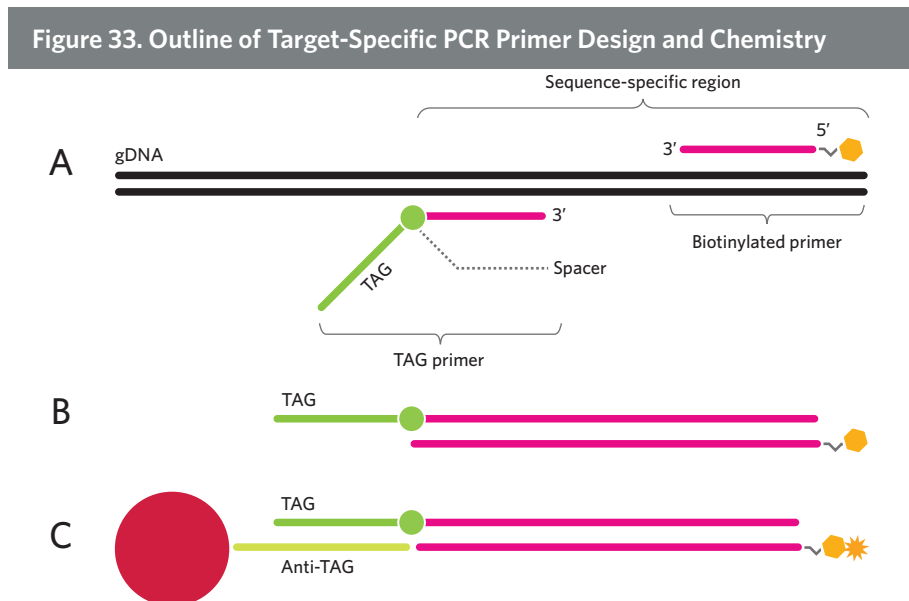 Figure 33. Outline of Target-Specific PCR Primer Design and Chemistry
Sequence-specific region
A
gDNA
3’
5’
3’
Biotinylated primer
TAG
Spacer
TAG primer
B
TAG
C
TAG
Anti-TAG